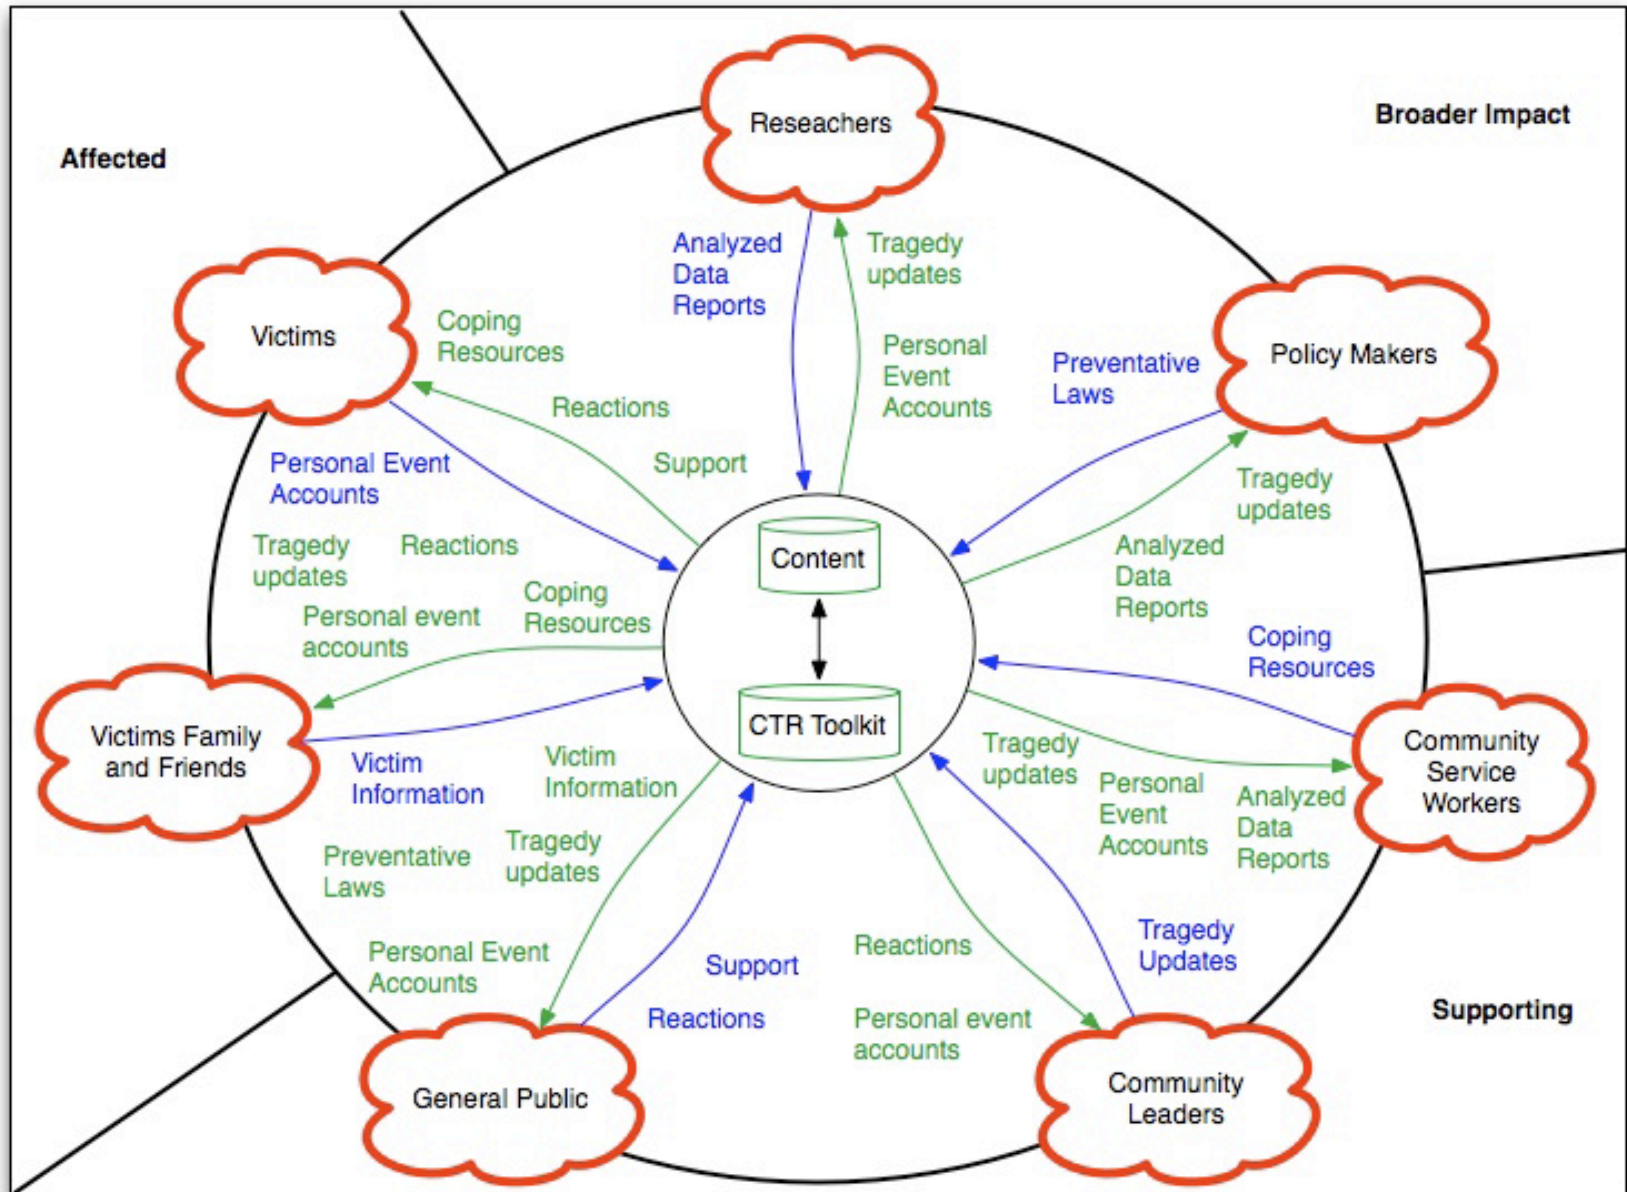 Reseachers
Broader Impact
Affected
Analyzed
Data
Reports
Tragedy
updates
Victims
Coping
Resources
Personal
Event
Accounts
Preventative
Laws
Policy Makers
Reactions
Support
Personal Event
Accounts
Tragedy
updates
Tragedy
updates
Reactions
Content
Analyzed
Data
Reports
Personal event
accounts
Coping
Resources
Coping
Resources
Victims Family
and Friends
CTR Toolkit
Community
Service
Workers
Victim
Information
Victim
Information
Tragedy
updates
Personal
Event
Accounts
Analyzed
Data
Reports
Preventative
Laws
Tragedy
updates
Personal Event
Accounts
Support
Reactions
Reactions
Tragedy
Updates
Personal event
accounts
Supporting
General Public
Community
Leaders